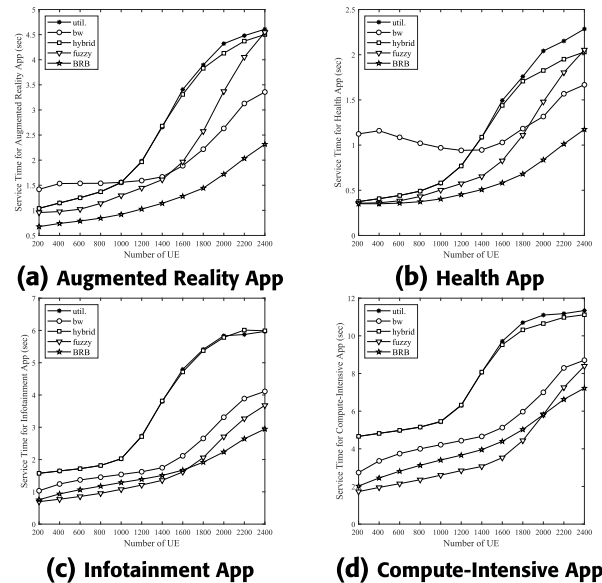 Service Time for Augmented Reality App (sec)
5
4.5
4
3.5
3
2.5
2
1.5
1
0.5
util.
bw
hybrid
fuzzy
BRB
200 400 600 800 1000 1200 1400 1600 1800 2000 2200 2400
Number of UE
(a) Augmented Reality App
Service Time for Health App (sec)
2.5
2
1.5
1
0.5
0
util.
bw
hybrid
fuzzy
BRB
200 400 600 800 1000 1200 1400 1600 1800 2000 2200 2400
Number of UE
(b) Health App
Service Time for Infotainment App (sec)
7
6
5
4
3
2
1
0
util.
bw
hybrid
fuzzy
BRB
200 400 600 800 1000 1200 1400 1600 1800 2000 2200 2400
Number of UE
(c) Infotainment App
Service Time for Compute-Intensive App (sec)
12
10
8
6
4
2
0
util.
bw
hybrid
fuzzy
BRB
200 400 600 800 1000 1200 1400 1600 1800 2000 2200 2400
Number of UE
(d) Compute-Intensive App